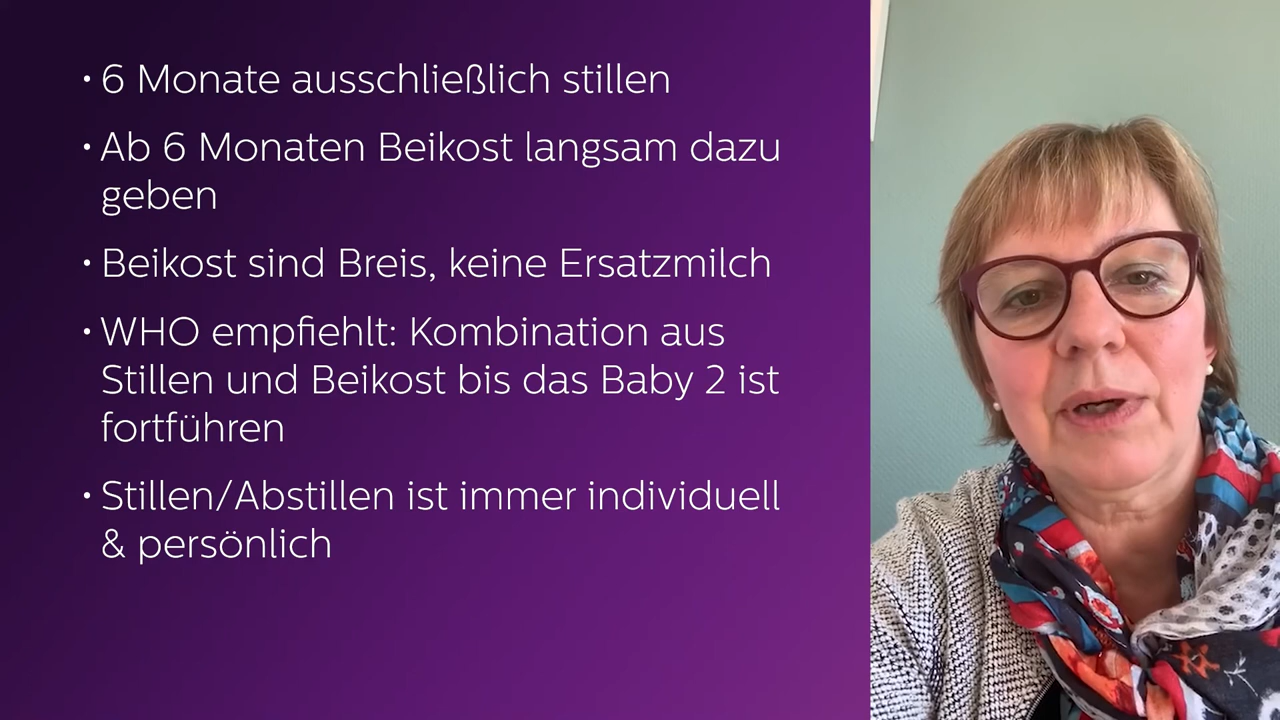 • 6 Monate ausschließlich stillen
• Ab 6 Monaten Beikost langsam dazu
geben
• Beikost sind Breis, keine Ersatzmilch
• WHO empfiehlt: Kombination aus
Stillen und Beikost bis das Baby 2 ist
fortführen
• Stillen/Abstillen ist immer individuell
& persönlich